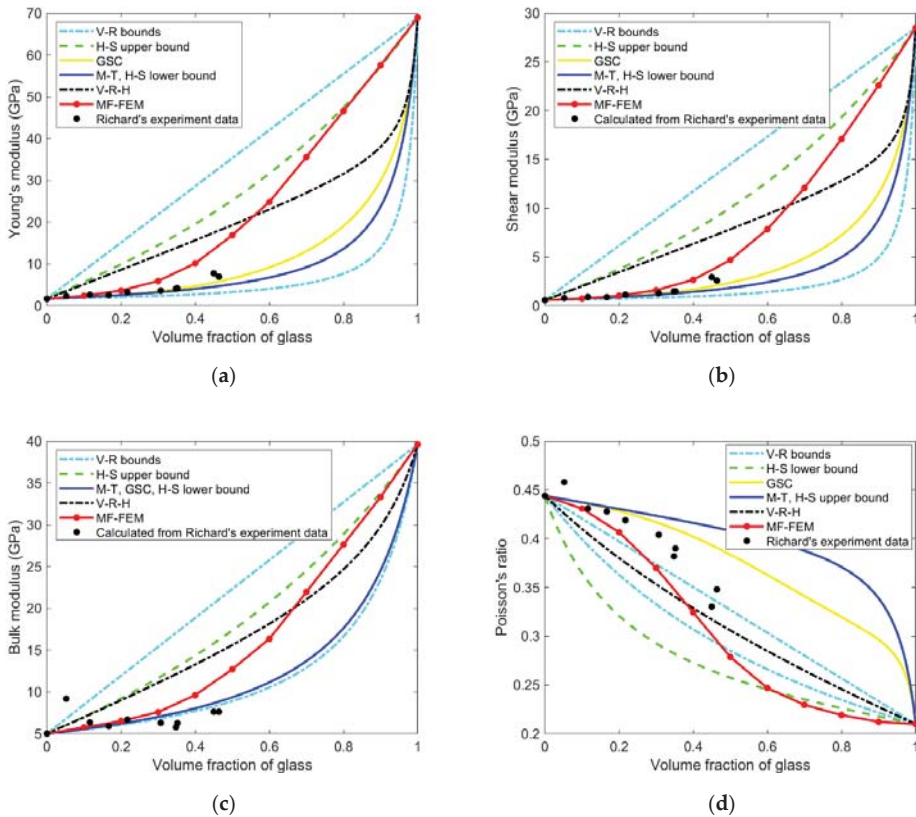 70
60
50
40
30
20
10
0
0
0.2
0.4
0.6
0.8
1
Young's modulus (GPa)
Volume fraction of glass
V-R bounds
H-S upper bound
GSC
M-T, H-S lower bound
V-R-H
MF-FEM
Richard's experiment data
(a)
30
25
20
15
10
5
0
0
0.2
0.4
0.6
0.8
1
Shear modulus (GPa)
Volume fraction of glass
V-R bounds
H-S upper bound
GSC
M-T, H-S lower bound
V-R-H
MF-FEM
Calculated from Richard's experiment data
(b)
40
35
30
25
20
15
10
5
0
0.2
0.4
0.6
0.8
1
Bulk modulus (GPa)
Volume fraction of glass
V-R bounds
H-S upper bound
M-T, GSC, H-S lower bound
V-R-H
MF-FEM
Calculated from Richard's experiment data
(c)
0.5
0.45
0.4
0.35
0.3
0.25
0.2
0
0.2
0.4
0.6
0.8
1
Poisson's ratio
Volume fraction of glass
V-R bounds
H-S lower bound
GSC
M-T, H-S upper bound
V-R-H
MF-FEM
Richard's experiment data
(d)